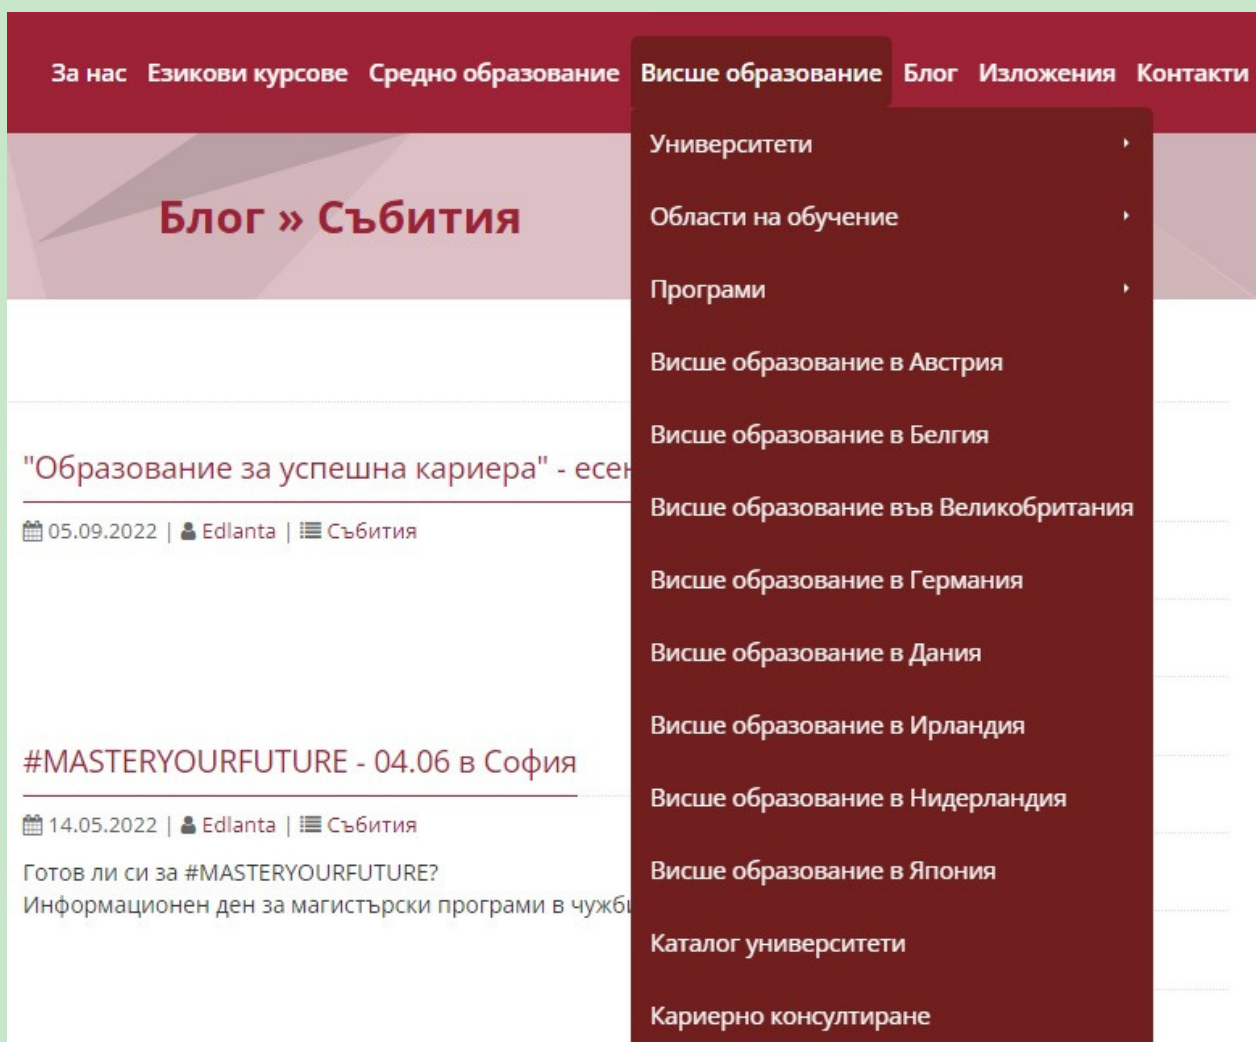 За нас Езикови курсове Средно образование Висше образование Блог Изложения Контакти
Блог » Събития
"Образование за успешна кариера" -
05.09.2022 | Edlanta | Събития
#MASTERYOURFUTURE - 04.06 в София
14.05.2022 | Edlanta | Събития
Готов ли си за #MASTERYOURFUTURE?
Информационен ден за магистърски програми в
Университети
Области на обучение
Програми
Висше образование в Австрия
Висше образование в Белгия
Висше образование във Великобритания
Висше образование в Германия
Висше образование в Дания
Висше образование в Ирландия
Висше образование в Нидерландия
Висше образование в Япония
Каталог университети
Кариерно консултиране